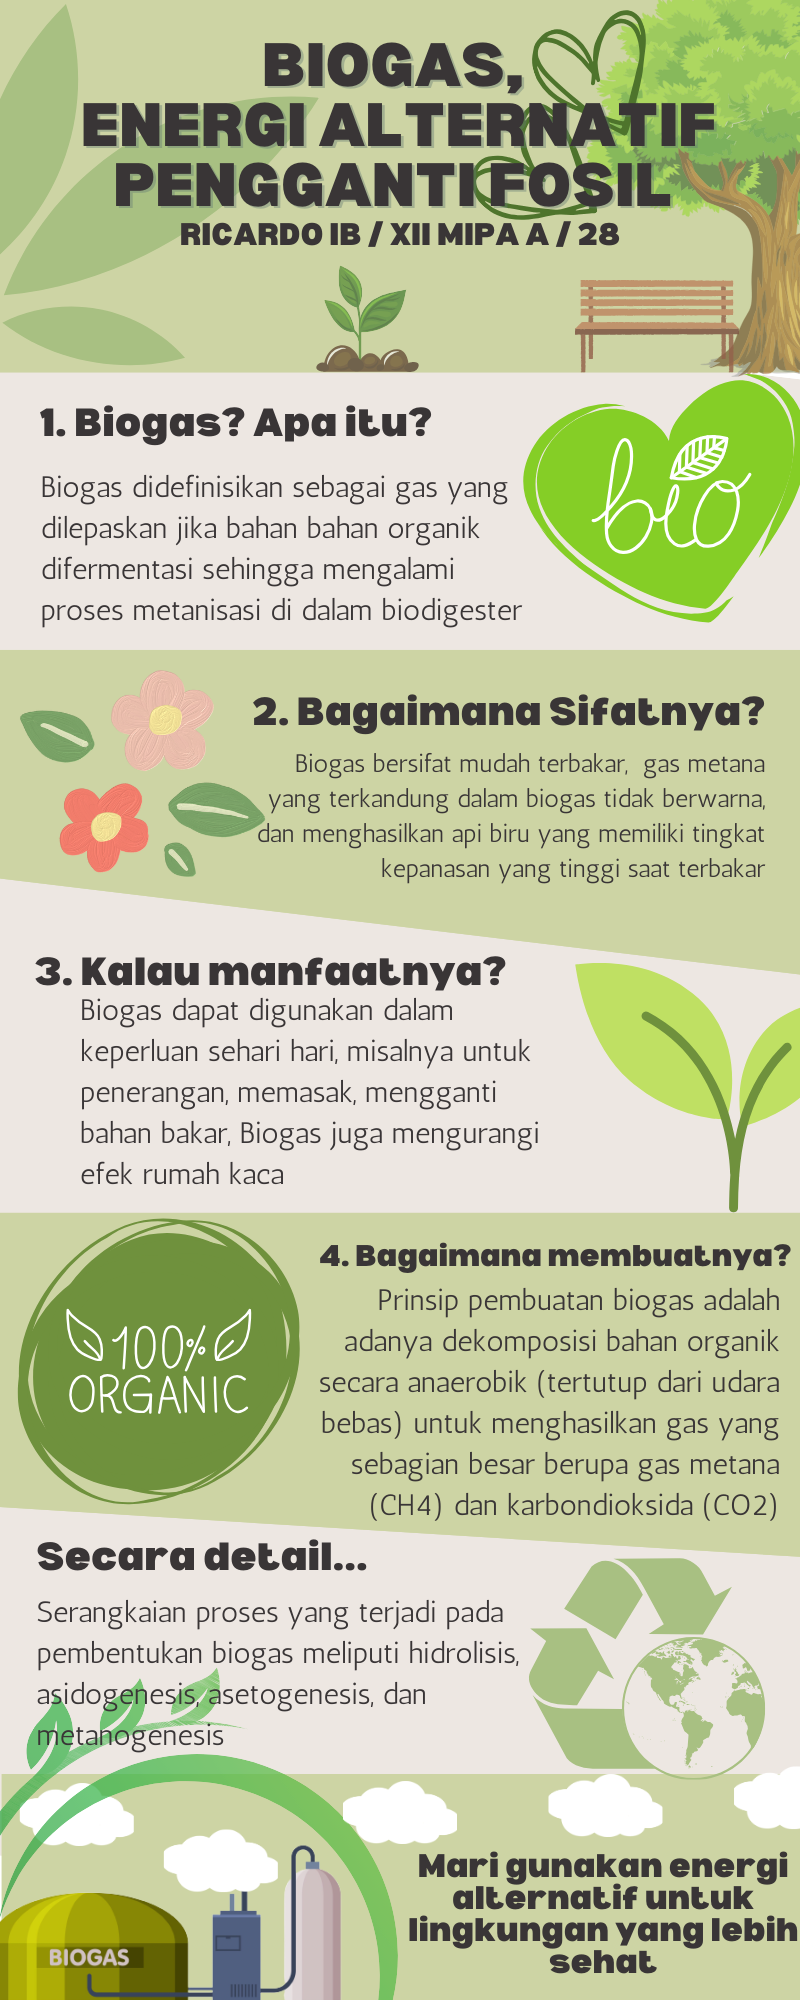 BIOGAS,
ENERGI ALTERNATIF
PENGGANTI FOSIL
RICARDO IB / XII MIPA A / 28
1. Biogas? Apa itu?
Biogas didefinisikan sebagai gas yang
dilepaskan jika bahan bahan organik
difermentasi sehingga mengalami
proses metanisasi di dalam biodigester
bio
2. Bagaimana Sifatnya?
Biogas bersifat mudah terbakar,  gas metana
yang terkandung dalam biogas tidak berwarna,
dan menghasilkan api biru yang memiliki tingkat
kepanasan yang tinggi saat terbakar
3. Kalau manfaatnya?
Biogas dapat digunakan dalam
keperluan sehari hari, misalnya untuk
penerangan, memasak, mengganti
bahan bakar, Biogas juga mengurangi
efek rumah kaca
100%
ORGANIC
4. Bagaimana membuatnya?
Prinsip pembuatan biogas adalah
adanya dekomposisi bahan organik
secara anaerobik (tertutup dari udara
bebas) untuk menghasilkan gas yang
sebagian besar berupa gas metana
(CH4) dan karbondioksida (CO2)
Secara detail...
Serangkaian proses yang terjadi pada
pembentukan biogas meliputi hidrolisis,
asidogenesis, asetogenesis, dan
metanogenesis
BIOGAS
Mari gunakan energi
alternatif untuk
lingkungan yang lebih
sehat